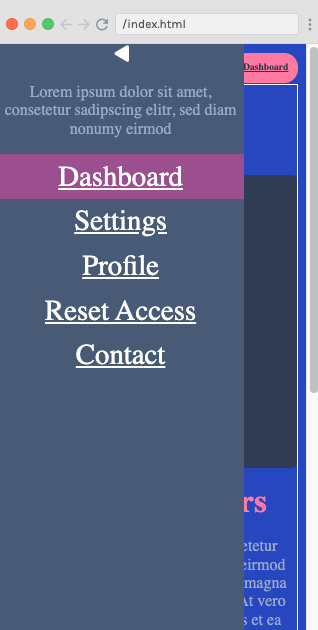 /index.html
Dashboard
Lorem ipsum dolor sit amet,
consetetur sadipscing elitr, sed diam
nonumy eirmod
Dashboard
Settings
Profile
Reset Access
Contact
rs
etetur
eirmod
magna
At vero
s et ea